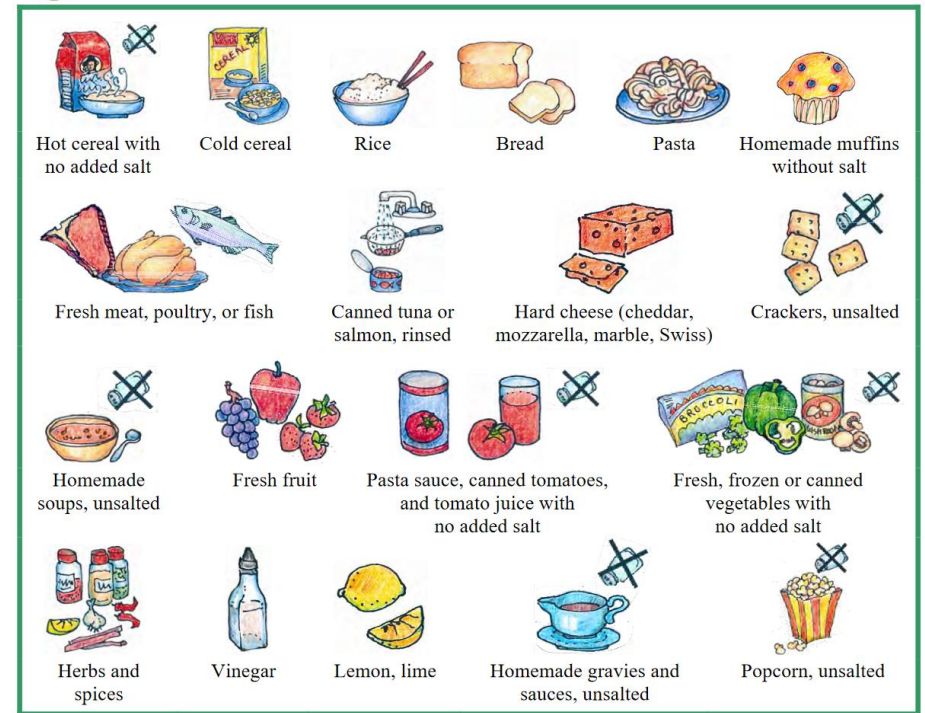 CEREAL
Hot cereal with
no added salt
Cold cereal
Rice
Bread
Pasta
Homemade muffins
without salt
Fresh meat, poultry, or fish
Canned tuna or
salmon, rinsed
Hard cheese (cheddar,
mozzarella, marble, Swiss)
Crackers, unsalted
BROCCOLI
Homemade
soups, unsalted
Fresh fruit
Pasta sauce, canned tomatoes,
and tomato juice with
no added salt
Fresh, frozen or canned
vegetables with
no added salt
Herbs and
spices
Vinegar
Lemon, lime
Homemade gravies and
sauces, unsalted
Popcorn, unsalted